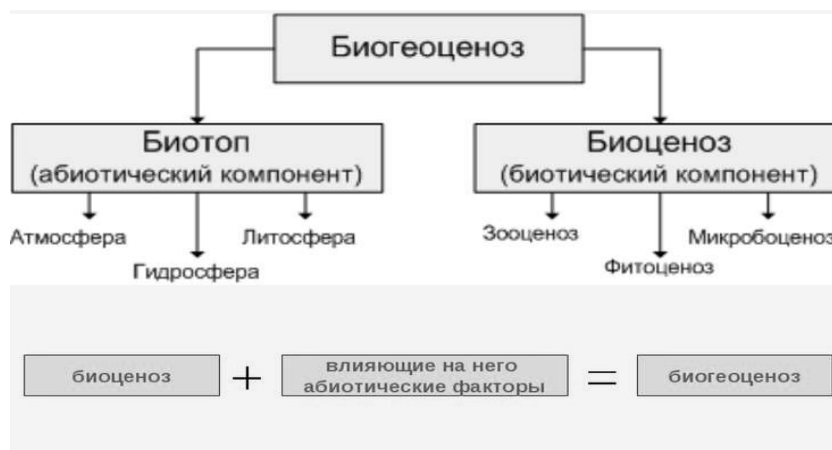 Биогеоценоз
Биотоп
(абиотический компонент)
Биоценоз
(биотический компонент)
Атмосфера
Гидросфера
Литосфера
Зооценоз
Фитоценоз
Микробоценоз
биоценоз + влияющие на него
абиотические факторы = биогеоценоз